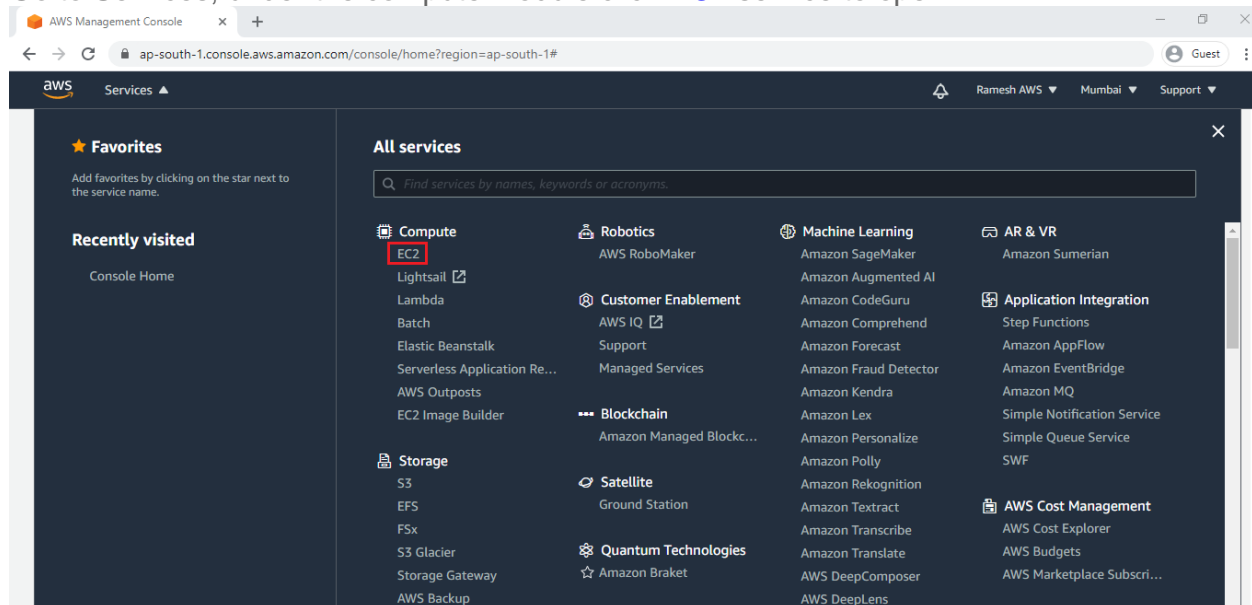 AWS Management Console
ap-south-1.console.aws.amazon.com/console/home?region=ap-south-1#
Guest
aws
Services
Ramesh AWS
Mumbai
Support
Favorites
Add favorites by clicking on the star next to
the service name.
Recently visited
Console Home
All services
Find services by names, keywords or acronyms.
Compute
EC2
Lightsail
Lambda
Batch
Elastic Beanstalk
Serverless Application Re...
AWS Outposts
EC2 Image Builder
Storage
S3
EFS
FSx
S3 Glacier
Storage Gateway
AWS Backup
Robotics
AWS RoboMaker
Customer Enablement
AWS IQ
Support
Managed Services
Blockchain
Amazon Managed Blockc...
Satellite
Ground Station
Quantum Technologies
Amazon Braket
Machine Learning
Amazon SageMaker
Amazon Augmented AI
Amazon CodeGuru
Amazon Comprehend
Amazon Forecast
Amazon Fraud Detector
Amazon Kendra
Amazon Lex
Amazon Personalize
Amazon Polly
Amazon Rekognition
Amazon Textract
Amazon Transcribe
Amazon Translate
AWS DeepComposer
AWS DeepLens
AR & VR
Amazon Sumerian
Application Integration
Step Functions
Amazon AppFlow
Amazon EventBridge
Amazon MQ
Simple Notification Service
Simple Queue Service
SWF
AWS Cost Management
AWS Cost Explorer
AWS Budgets
AWS Marketplace Subscri...